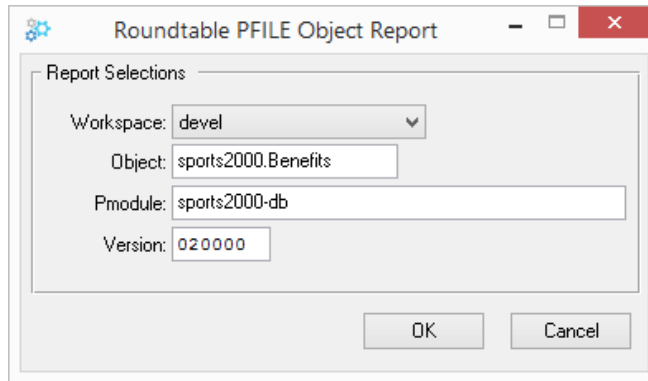 Roundtable PFILE Object Report
Report Selections
Workspace: devel
Object: sports2000.Benefits
Pmodule: sports2000-db
Version: 020000
OK Cancel